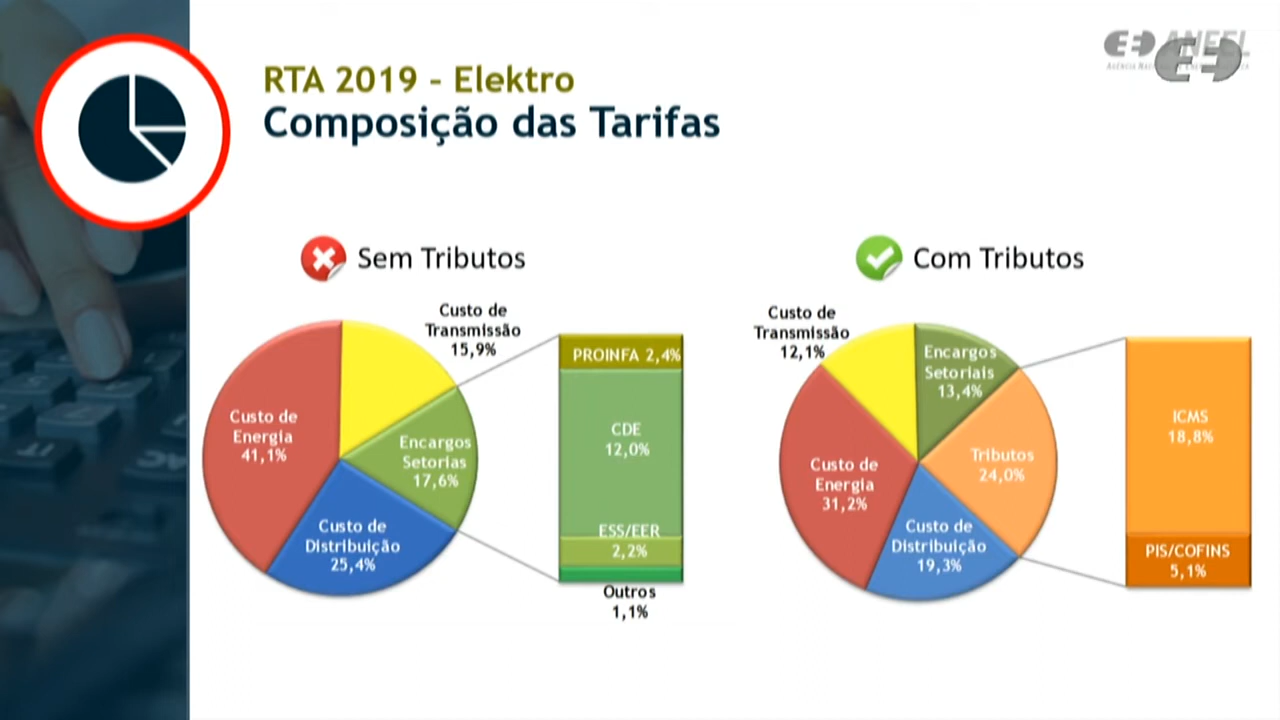 RTA 2019 - Elektro
Composição das Tarifas
ANEEL
Sem Tributos
Custo de
Transmissão
15,9%
Custo de
Energia
41,1%
Encargos
Setorias
17,6%
Custo de
Distribuição
25,4%
PROINFA 2,4%
CDE
12,0%
ESS/EER
2,2%
Outros
1,1%
Com Tributos
Custo de
Transmissão
12,1%
Encargos
Setoriais
13,4%
Custo de
Energia
31,2%
Tributos
24,0%
Custo de
Distribuição
19,3%
ICMS
18,8%
PIS/COFINS
5,1%